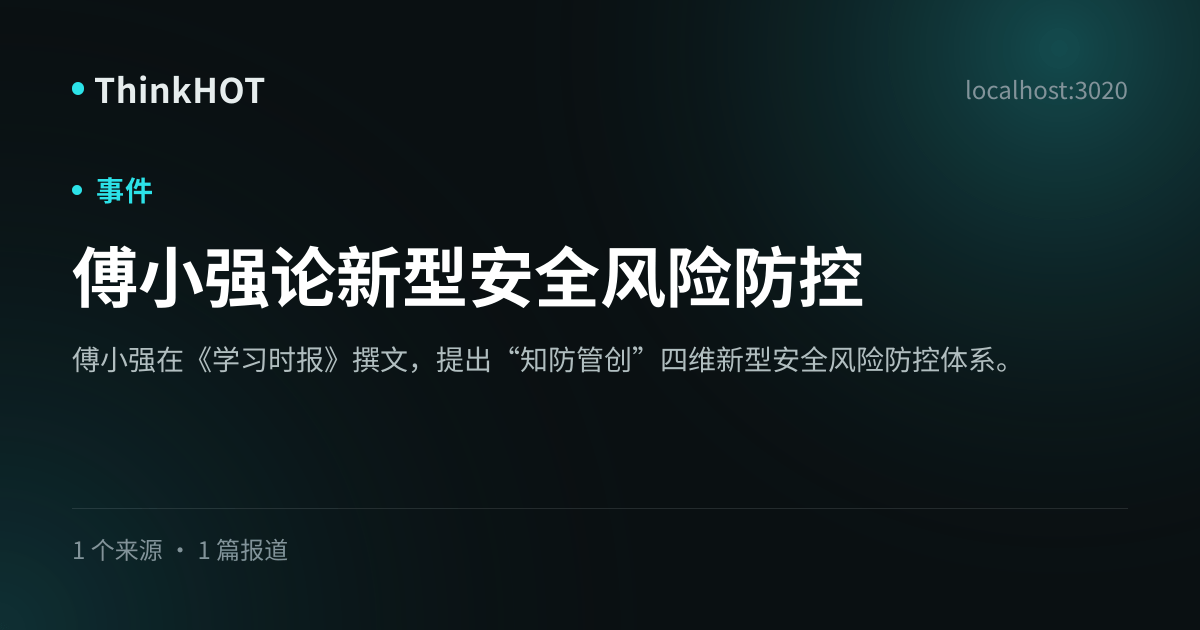 ThinkHOT
localhost:3020
事件
傅小强论新型安全风险防控
傅小强在《学习时报》撰文，提出“知防管创”四维新型安全风险防控体系。
1 个来源 · 1 篇报道